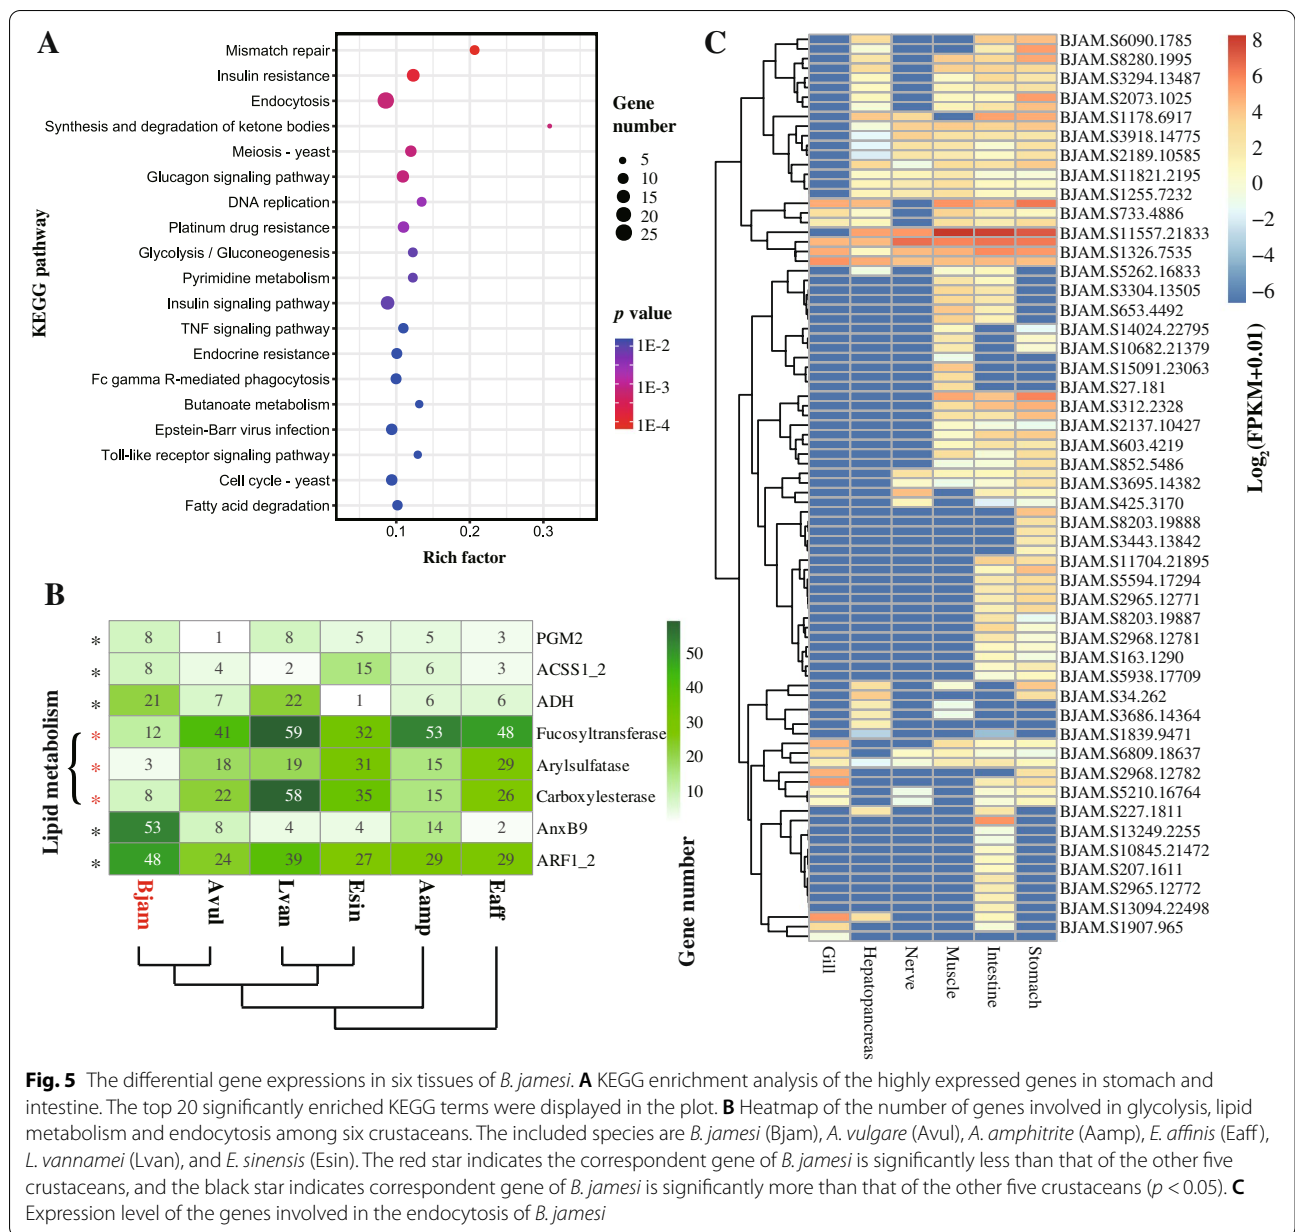 A
KEGG pathway
Mismatch repair
Insulin resistance
Endocytosis
Synthesis and degradation of ketone bodies
Meiosis - yeast
Glucagon signaling pathway
DNA replication
Platinum drug resistance
Glycolysis / Gluconeogenesis
Pyrimidine metabolism
Insulin signaling pathway
TNF signaling pathway
Endocrine resistance
Fc gamma R-mediated phagocytosis
Butanoate metabolism
Epstein-Barr virus infection
Toll-like receptor signaling pathway
Cell cycle - yeast
Fatty acid degradation
0.1 0.2 0.3
Rich factor
Gene
number
5
10
15
20
25
p value
1E-2
1E-3
1E-4
B
Lipid metabolism
* 8 1 8 5 5 3 PGM2
* 8 4 2 15 6 3 ACSS1_2
* 21 7 22 1 6 6 ADH
* 12 41 59 32 53 48 Fucosyltransferase
* 3 18 19 31 15 29 Arylsulfatase
* 8 22 58 35 15 26 Carboxylesterase
* 53 8 4 4 14 2 AnxB9
* 48 24 39 27 29 29 ARF1_2
Bjam Avul Lvan Esin Aamp Eaff
50
40
30
20
10
Gene number
C
BJAM.S6090.1785
BJAM.S8280.1995
BJAM.S3294.13487
BJAM.S2073.1025
BJAM.S1178.6917
BJAM.S3918.14775
BJAM.S2189.10585
BJAM.S11821.2195
BJAM.S1255.7232
BJAM.S733.4886
BJAM.S11557.21833
BJAM.S1326.7535
BJAM.S5262.16833
BJAM.S3304.13505
BJAM.S653.4492
BJAM.S14024.22795
BJAM.S10682.21379
BJAM.S15091.23063
BJAM.S27.181
BJAM.S312.2328
BJAM.S2137.10427
BJAM.S603.4219
BJAM.S852.5486
BJAM.S3695.14382
BJAM.S425.3170
BJAM.S8203.19888
BJAM.S3443.13842
BJAM.S11704.21895
BJAM.S5594.17294
BJAM.S2965.12771
BJAM.S8203.19887
BJAM.S2968.12781
BJAM.S163.1290
BJAM.S5938.17709
BJAM.S34.262
BJAM.S3686.14364
BJAM.S1839.9471
BJAM.S6809.18637
BJAM.S2968.12782
BJAM.S5210.16764
BJAM.S227.1811
BJAM.S13249.2255
BJAM.S10845.21472
BJAM.S207.1611
BJAM.S2965.12772
BJAM.S13094.22498
BJAM.S1907.965
Gill Hepatopancreas Nerve Muscle Intestine Stomach
8
6
4
2
0
−2
−4
−6
Log₂(FPKM+0.01)
Fig. 5 The differential gene expressions in six tissues of B. jamesi. A KEGG enrichment analysis of the highly expressed genes in stomach and
intestine. The top 20 significantly enriched KEGG terms were displayed in the plot. B Heatmap of the number of genes involved in glycolysis, lipid
metabolism and endocytosis among six crustaceans. The included species are B. jamesi (Bjam), A. vulgare (Avul), A. amphitrite (Aamp), E. affinis (Eaff),
L. vannamei (Lvan), and E. sinensis (Esin). The red star indicates the correspondent gene of B. jamesi is significantly less than that of the other five
crustaceans, and the black star indicates correspondent gene of B. jamesi is significantly more than that of the other five crustaceans (p < 0.05). C
Expression level of the genes involved in the endocytosis of B. jamesi